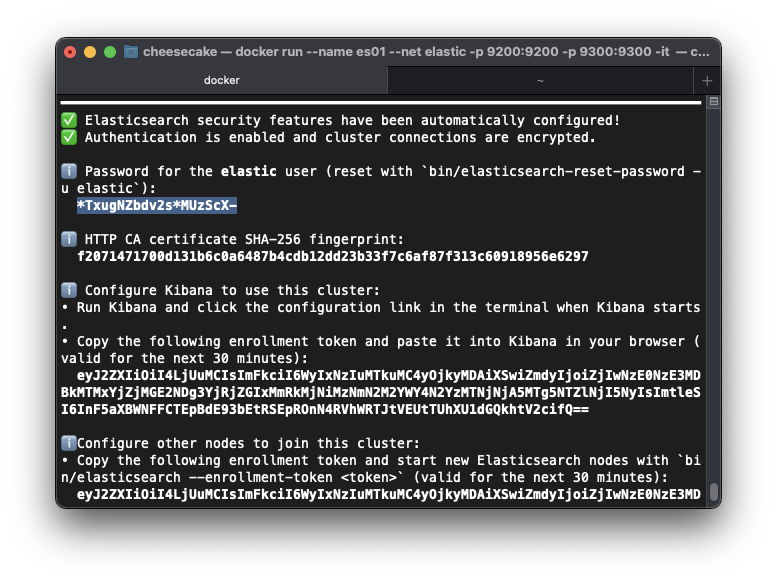 cheesecake — docker run --name es01 --net elastic -p 9200:9200 -p 9300:9300 -it — c...
docker
~
Elasticsearch security features have been automatically configured!
Authentication is enabled and cluster connections are encrypted.
Password for the elastic user (reset with `bin/elasticsearch-reset-password -
u elastic`):
*TxugNZbdv2s*MUzScX-
HTTP CA certificate SHA-256 fingerprint:
f2071471700d131b6c0a6487b4cdb12dd23b33f7c6af87f313c60918956e6297
Configure Kibana to use this cluster:
• Run Kibana and click the configuration link in the terminal when Kibana starts
.
• Copy the following enrollment token and paste it into Kibana in your browser (
valid for the next 30 minutes):
eyJ2ZXIiOiI4LjUuMCIsImFkciI6WyIxNzIuMTkuMC4yOjkyMDAiXSwiZmdyIjoiZjIwNzE0NzE3MD
BkMTMxYjZjMGE2NDg3YjRjZGIxMmRkMjNiMzNmN2M2YWY4N2YzMTNjNjA5MTg5NTZlNjI5NyIsImtleS
I6InF5aXBWNFFCTEpBdE93bEtRSEpROnN4RVhWRTJtVEUtTUhXU1dGQkhtV2cifQ==
Configure other nodes to join this cluster:
• Copy the following enrollment token and start new Elasticsearch nodes with `bi
n/elasticsearch --enrollment-token <token>` (valid for the next 30 minutes):
eyJ2ZXIiOiI4LjUuMCIsImFkciI6WyIxNzIuMTkuMC4yOjkyMDAiXSwiZmdyIjoiZjIwNzE0NzE3MD